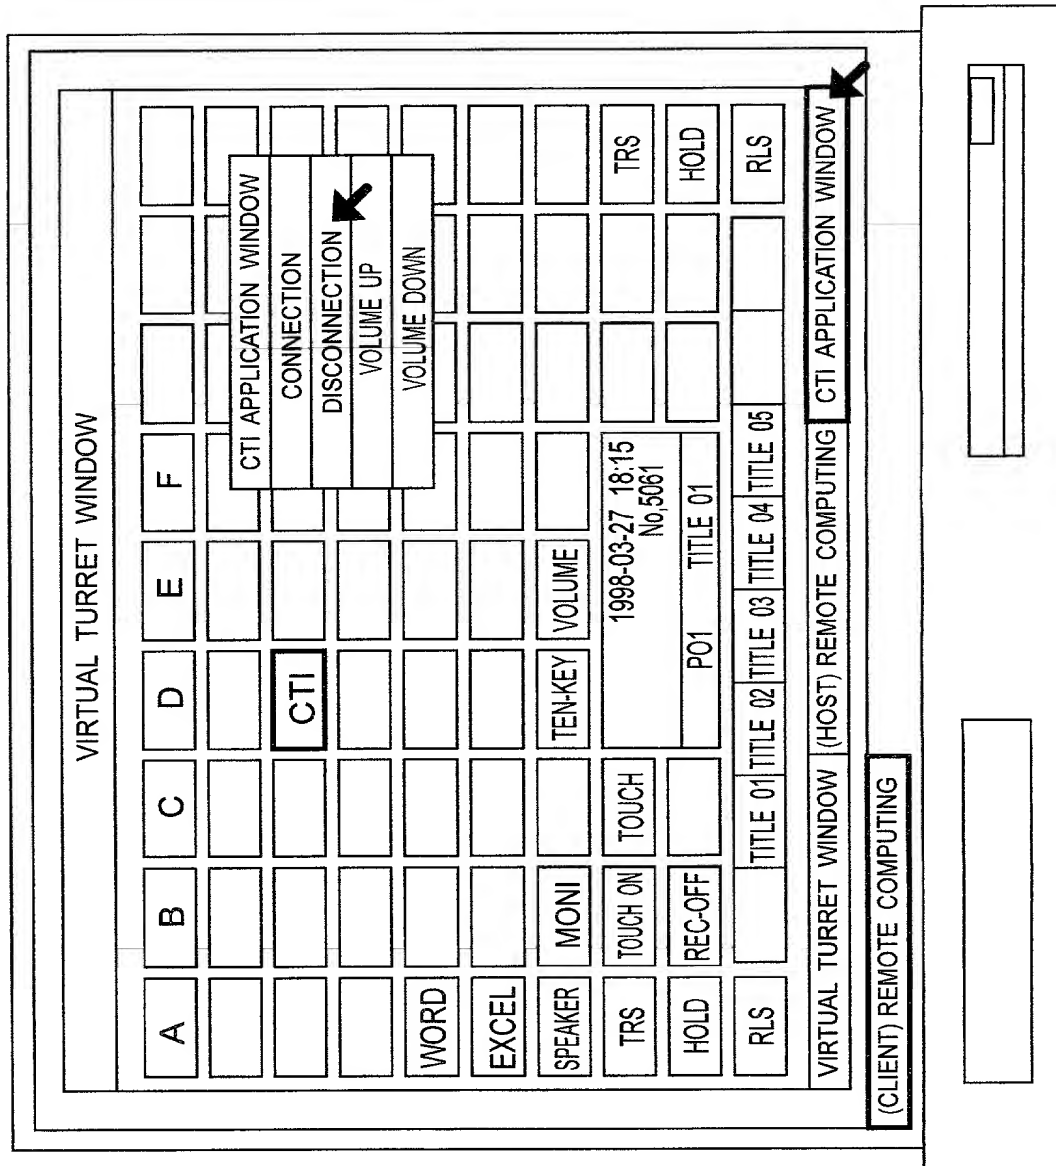 VIRTUAL TURRET WINDOW
A B C D E F
CTI APPLICATION WINDOW
CTI
CONNECTION
DISCONNECTION
VOLUME UP
WORD
VOLUME DOWN
EXCEL
SPEAKER MONI TEN-KEY VOLUME
TRS TOUCH ON TOUCH 1998-03-27 18:15 TRS
No,5061
HOLD REC-OFF PO1 TITLE 01 HOLD
RLS TITLE 01 TITLE 02 TITLE 03 TITLE 04 TITLE 05 RLS
VIRTUAL TURRET WINDOW (HOST) REMOTE COMPUTING CTI APPLICATION WINDOW
(CLIENT) REMOTE COMPUTING